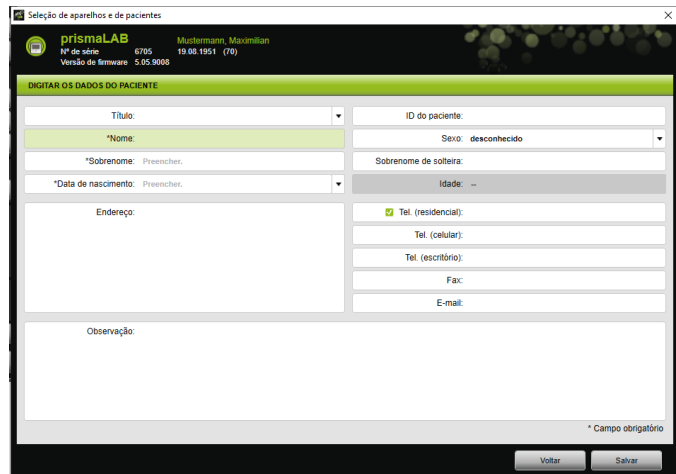 Seleção de aparelhos e de pacientes
prismaLAB
Mustermann, Maximilian
Nº de série 6705 19.08.1951 (70)
Versão de firmware 5.05.9008
DIGITAR OS DADOS DO PACIENTE
Título:
ID do paciente:
*Nome:
Sexo: desconhecido
*Sobrenome: Preencher.
Sobrenome de solteira:
*Data de nascimento: Preencher.
Idade: --
Endereço:
Tel. (residencial):
Tel. (celular):
Tel. (escritório):
Fax:
E-mail:
Observação:
* Campo obrigatório
Voltar
Salvar